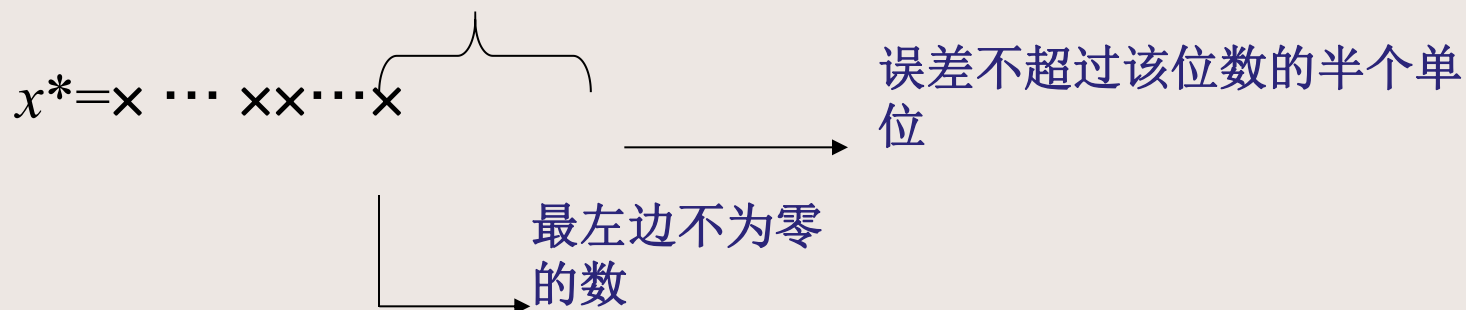 x*=× ··· ××···×
误差不超过该位数的半个单
位
最左边不为零
的数